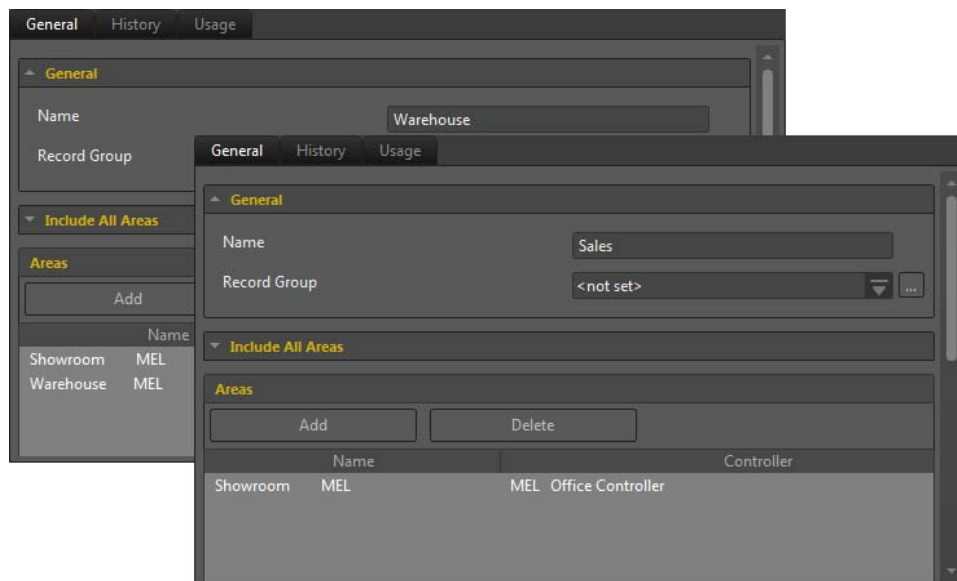 General History Usage
General
Name Warehouse
Record Group
Include All Areas
Areas
Add
Name
Showroom MEL
Warehouse MEL
General History Usage
General
Name Sales
Record Group <not set> ...
Include All Areas
Areas
Add Delete
Name Controller
Showroom MEL MEL Office Controller